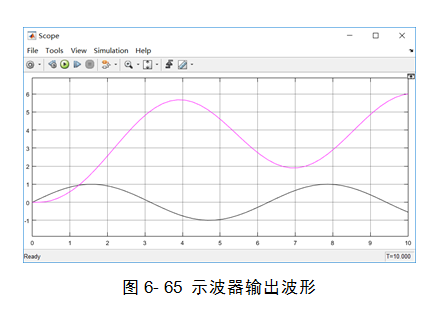 Scope
File Tools View Simulation Help
6
5
4
3
2
1
0
-1
0 1 2 3 4 5 6 7 8 9 10
Ready T=10.000
图 6- 65 示波器输出波形